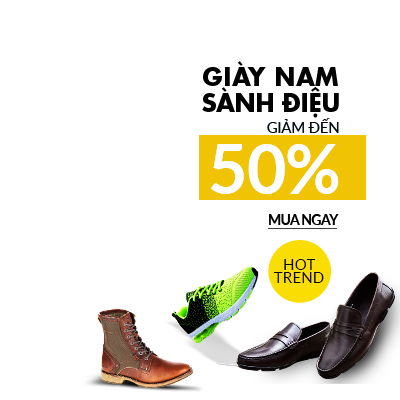 GIÀY NAM
SÀNH ĐIỆU
GIẢM ĐẾN
50%
MUA NGAY
HOT
TREND